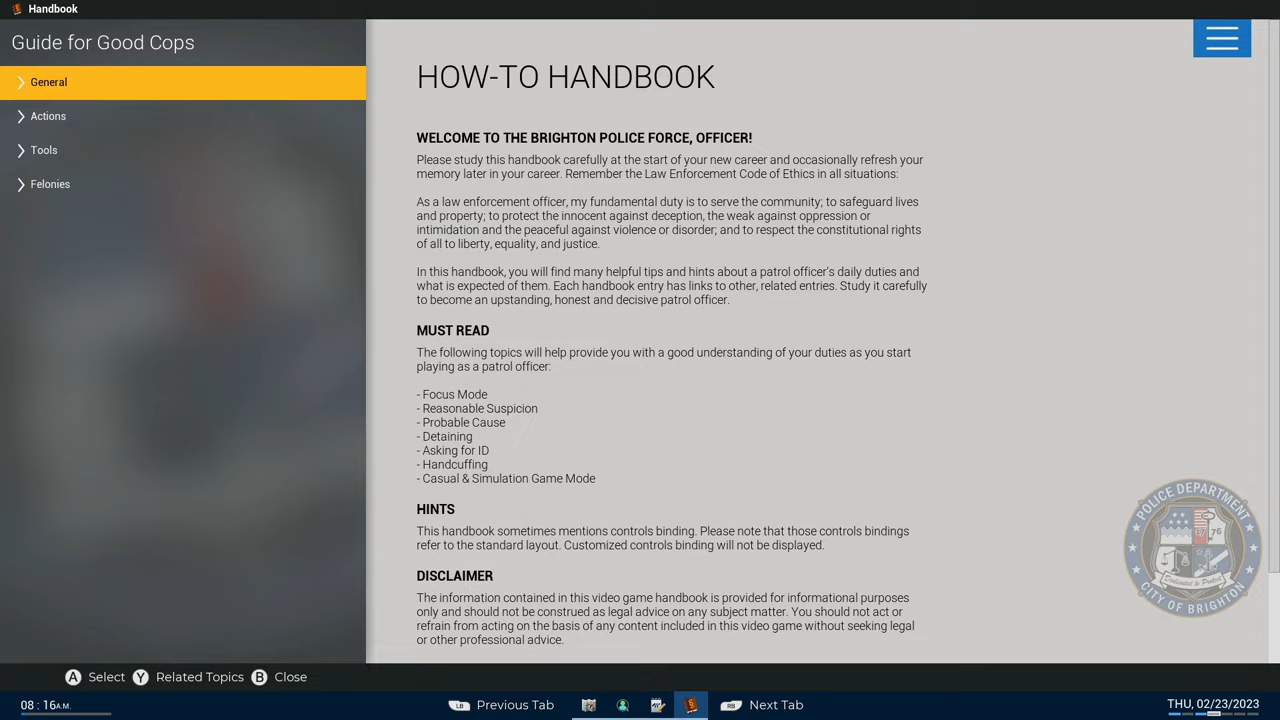 Handbook
Guide for Good Cops
General
Actions
Tools
Felonies
HOW-TO HANDBOOK
WELCOME TO THE BRIGHTON POLICE FORCE, OFFICER!
Please study this handbook carefully at the start of your new career and occasionally refresh your
memory later in your career. Remember the Law Enforcement Code of Ethics in all situations:
As a law enforcement officer, my fundamental duty is to serve the community; to safeguard lives
and property; to protect the innocent against deception, the weak against oppression or
intimidation and the peaceful against violence or disorder; and to respect the constitutional rights
of all to liberty, equality, and justice.
In this handbook, you will find many helpful tips and hints about a patrol officer's daily duties and
what is expected of them. Each handbook entry has links to other, related entries. Study it carefully
to become an upstanding, honest and decisive patrol officer.
MUST READ
The following topics will help provide you with a good understanding of your duties as you start
playing as a patrol officer:
- Focus Mode
- Reasonable Suspicion
- Probable Cause
- Detaining
- Asking for ID
- Handcuffing
- Casual & Simulation Game Mode
HINTS
This handbook sometimes mentions controls binding. Please note that those controls bindings
refer to the standard layout. Customized controls binding will not be displayed.
DISCLAIMER
The information contained in this video game handbook is provided for informational purposes
only and should not be construed as legal advice on any subject matter. You should not act or
refrain from acting on the basis of any content included in this video game without seeking legal
or other professional advice.
POLICE DEPARTMENT
17 76
Dedicated to Protect
CITY OF BRIGHTON
A Select Y Related Topics B Close
08 : 16 A.M.
LB Previous Tab
RB Next Tab
THU, 02/23/2023